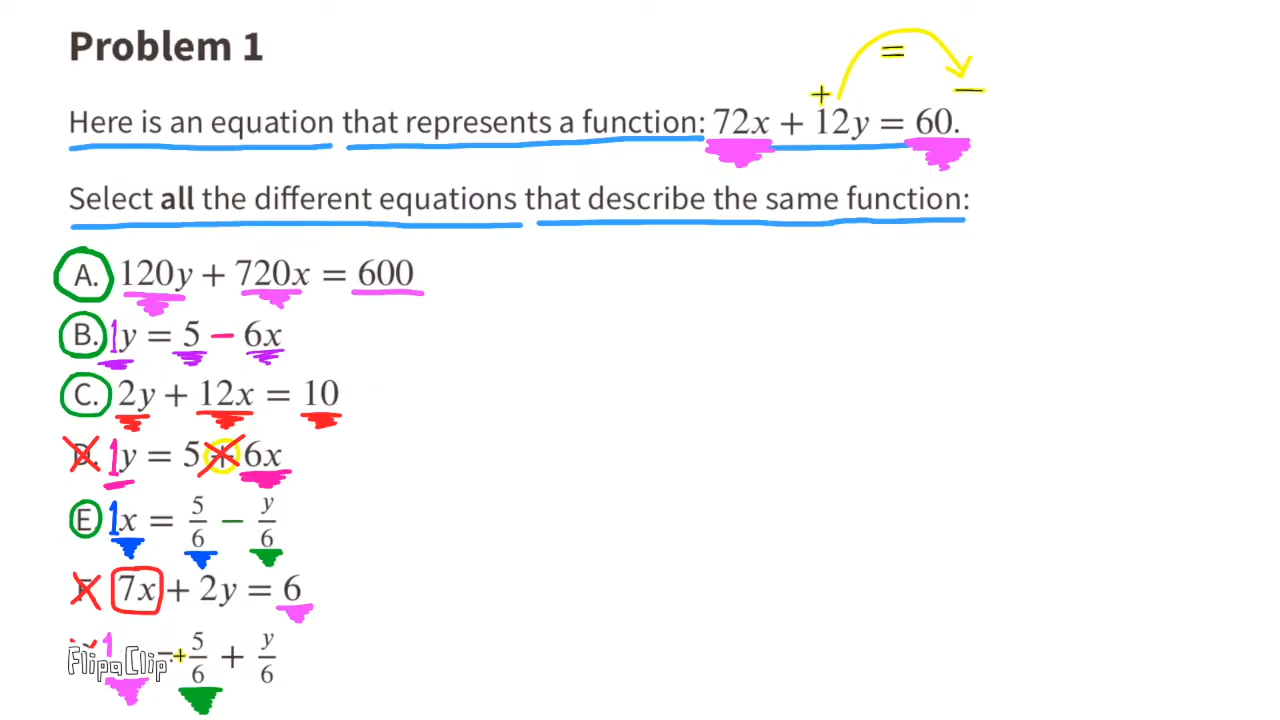 Problem 1
+ = −
Here is an equation that represents a function: 72x + 12y = 60.
Select all the different equations that describe the same function:
A. 120y + 720x = 600
B. 1y = 5 − 6x
C. 2y + 12x = 10
D. 1y = 5 + 6x
E. 1x = 5/6 − y/6
7x + 2y = 6
1 = + 5/6 + y/6
FlipaClip